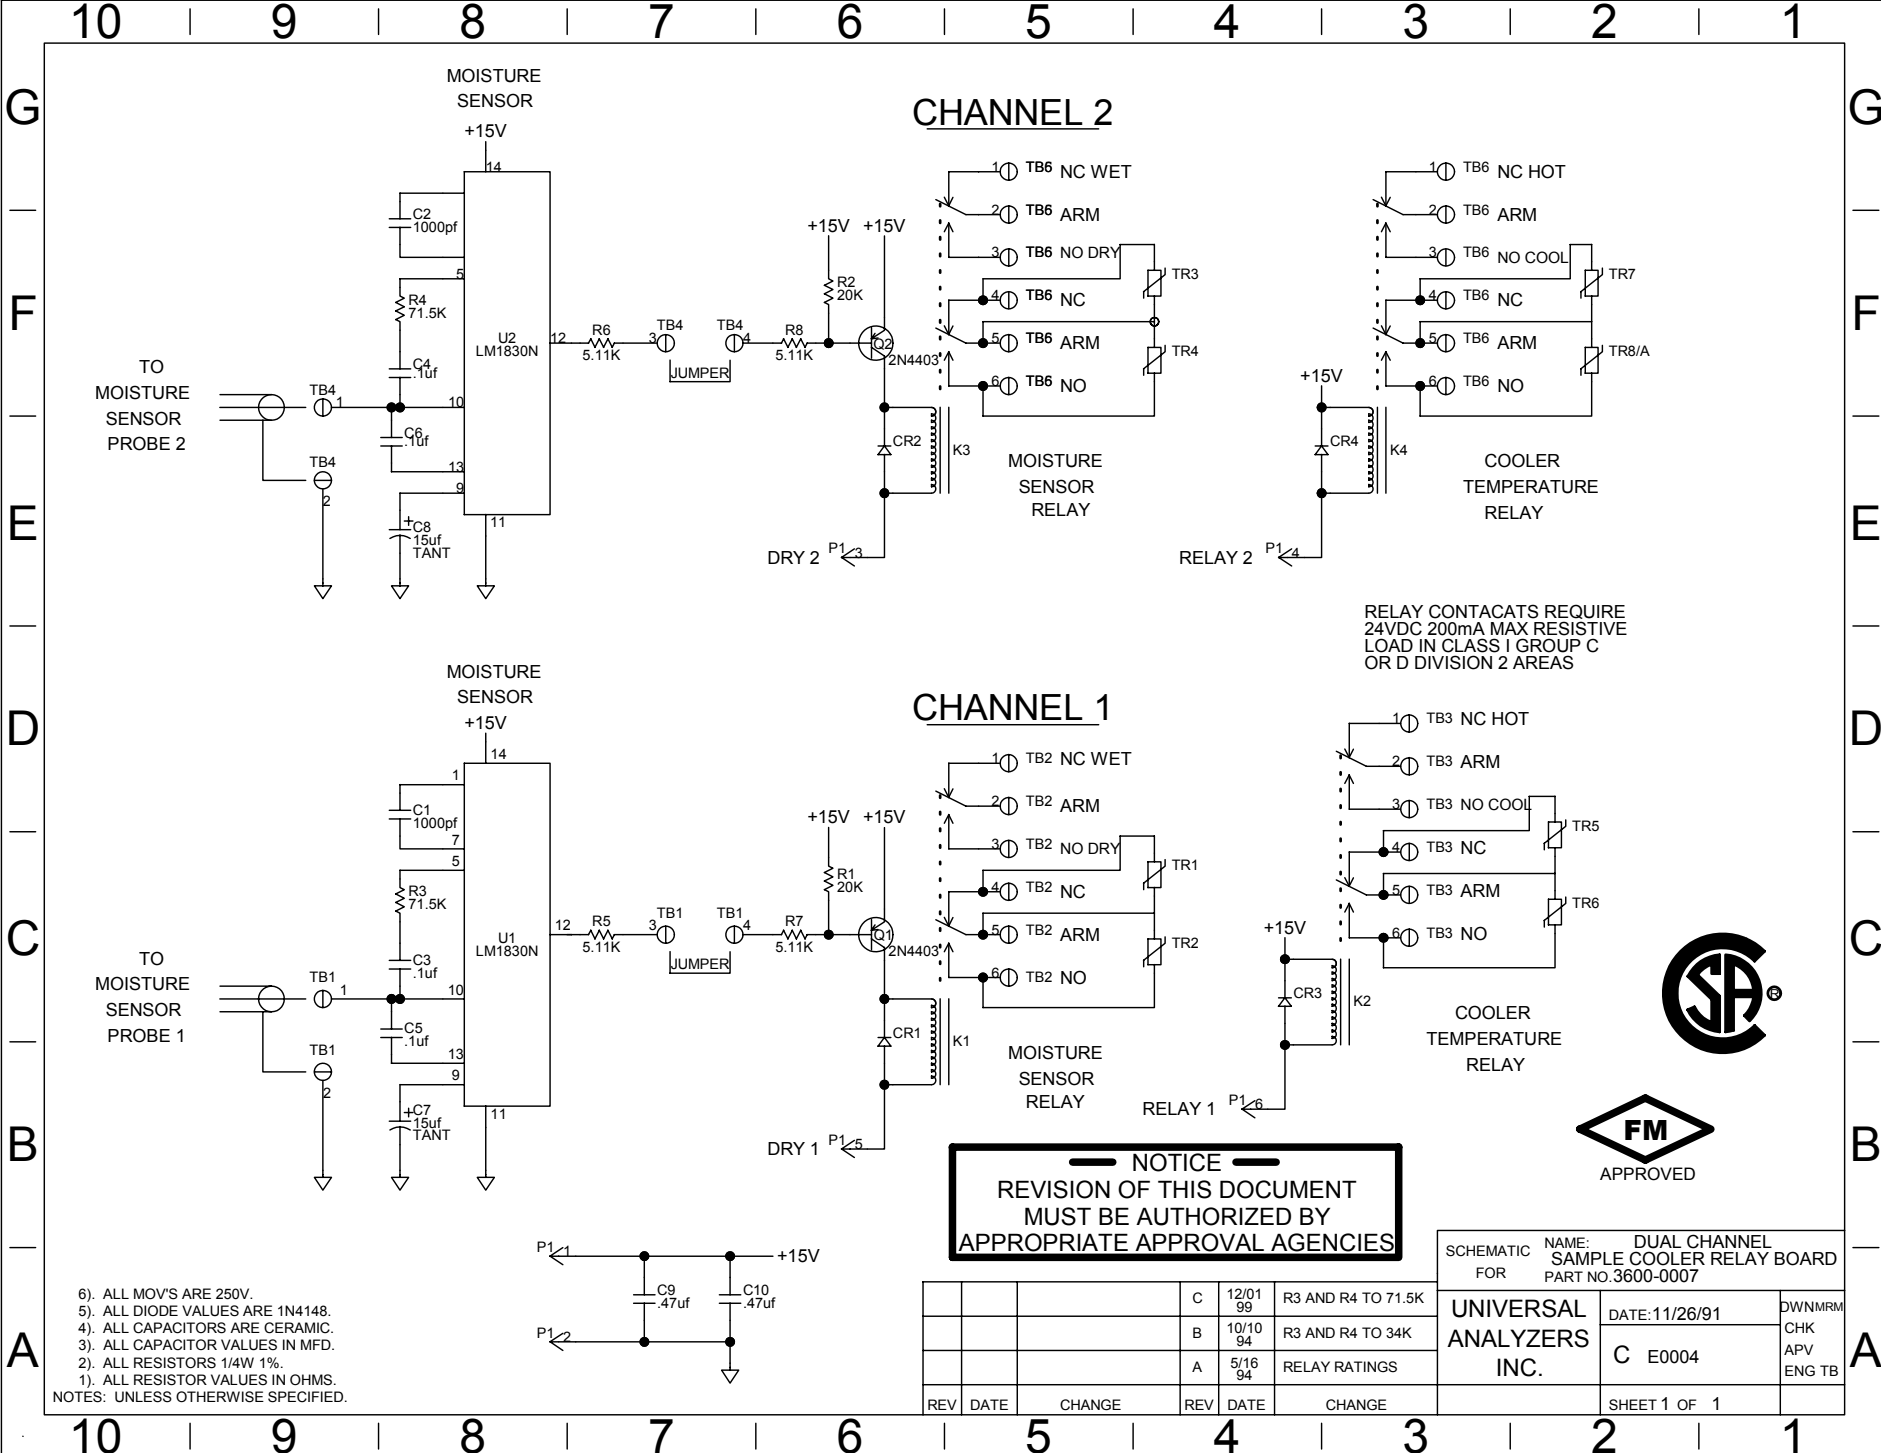 10 9 8 7 6 5 4 3 2 1
G G
F F
E E
D D
C C
B B
A A
MOISTURE
SENSOR
+15V
14
CHANNEL 2
C2
1000pf
5
R4
71.5K
C4
.1uf
U2
LM1830N
TO
MOISTURE
SENSOR
PROBE 2
TB4
1
10
C6
.1uf
13
9
TB4
2
+
C8
15uf
TANT
11
12
R6
5.11K
TB4
3
TB4
4
JUMPER
R8
5.11K
+15V +15V
R2
20K
Q2
2N4403
CR2
K3
DRY 2 P1 3
1 TB6 NC WET
2 TB6 ARM
3 TB6 NO DRY
4 TB6 NC
5 TB6 ARM
6 TB6 NO
TR3
TR4
MOISTURE
SENSOR
RELAY
+15V
CR4
K4
RELAY 2 P1 4
1 TB6 NC HOT
2 TB6 ARM
3 TB6 NO COOL
4 TB6 NC
5 TB6 ARM
6 TB6 NO
TR7
TR8/A
COOLER
TEMPERATURE
RELAY
RELAY CONTACATS REQUIRE
24VDC 200mA MAX RESISTIVE
LOAD IN CLASS I GROUP C
OR D DIVISION 2 AREAS
MOISTURE
SENSOR
+15V
14
CHANNEL 1
1
C1
1000pf
7
5
R3
71.5K
C3
.1uf
U1
LM1830N
TO
MOISTURE
SENSOR
PROBE 1
TB1
1
10
C5
.1uf
13
9
TB1
2
+
C7
15uf
TANT
11
12
R5
5.11K
TB1
3
TB1
4
JUMPER
R7
5.11K
+15V +15V
R1
20K
Q1
2N4403
CR1
K1
DRY 1 P1 5
1 TB2 NC WET
2 TB2 ARM
3 TB2 NO DRY
4 TB2 NC
5 TB2 ARM
6 TB2 NO
TR1
TR2
MOISTURE
SENSOR
RELAY
+15V
CR3
K2
RELAY 1 P1 6
1 TB3 NC HOT
2 TB3 ARM
3 TB3 NO COOL
4 TB3 NC
5 TB3 ARM
6 TB3 NO
TR5
TR6
COOLER
TEMPERATURE
RELAY
CSA ®
FM
APPROVED
NOTICE
REVISION OF THIS DOCUMENT
MUST BE AUTHORIZED BY
APPROPRIATE APPROVAL AGENCIES
P1 1
+15V
C9
.47uf
C10
.47uf
P1 2
6). ALL MOV'S ARE 250V.
5). ALL DIODE VALUES ARE 1N4148.
4). ALL CAPACITORS ARE CERAMIC.
3). ALL CAPACITOR VALUES IN MFD.
2). ALL RESISTORS 1/4W 1%.
1). ALL RESISTOR VALUES IN OHMS.
NOTES: UNLESS OTHERWISE SPECIFIED.
C 12/01 99 R3 AND R4 TO 71.5K
B 10/10 94 R3 AND R4 TO 34K
A 5/16 94 RELAY RATINGS
REV DATE CHANGE REV DATE CHANGE
SCHEMATIC
FOR
NAME: DUAL CHANNEL
SAMPLE COOLER RELAY BOARD
PART NO.3600-0007
UNIVERSAL
ANALYZERS
INC.
DATE:11/26/91
C E0004
SHEET 1 OF 1
DWNMRM
CHK
APV
ENG TB
10 9 8 7 6 5 4 3 2 1